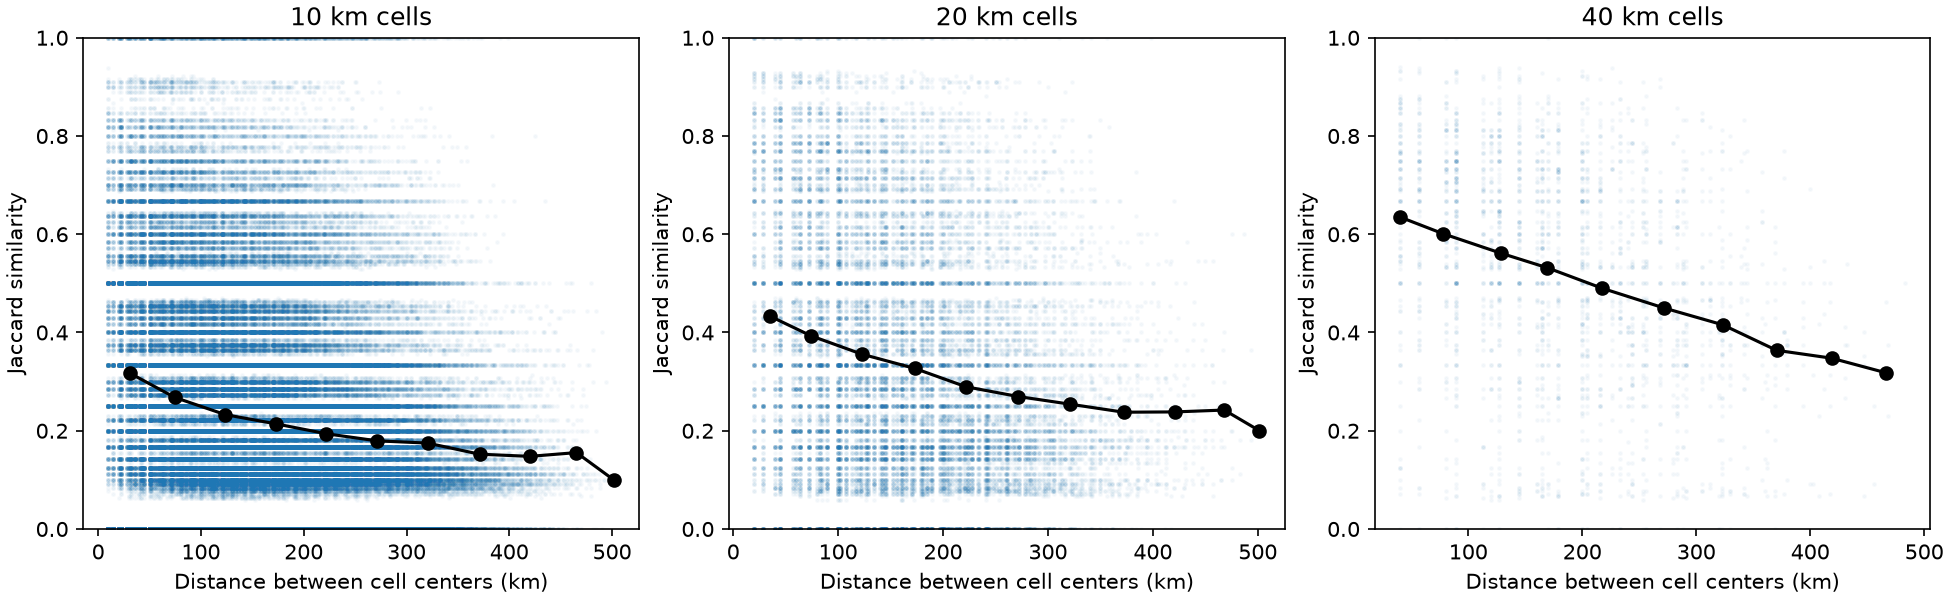 10 km cells
Jaccard similarity
1.0
0.8
0.6
0.4
0.2
0.0
0 100 200 300 400 500
Distance between cell centers (km)
20 km cells
Jaccard similarity
1.0
0.8
0.6
0.4
0.2
0.0
0 100 200 300 400 500
Distance between cell centers (km)
40 km cells
Jaccard similarity
1.0
0.8
0.6
0.4
0.2
0.0
100 200 300 400 500
Distance between cell centers (km)